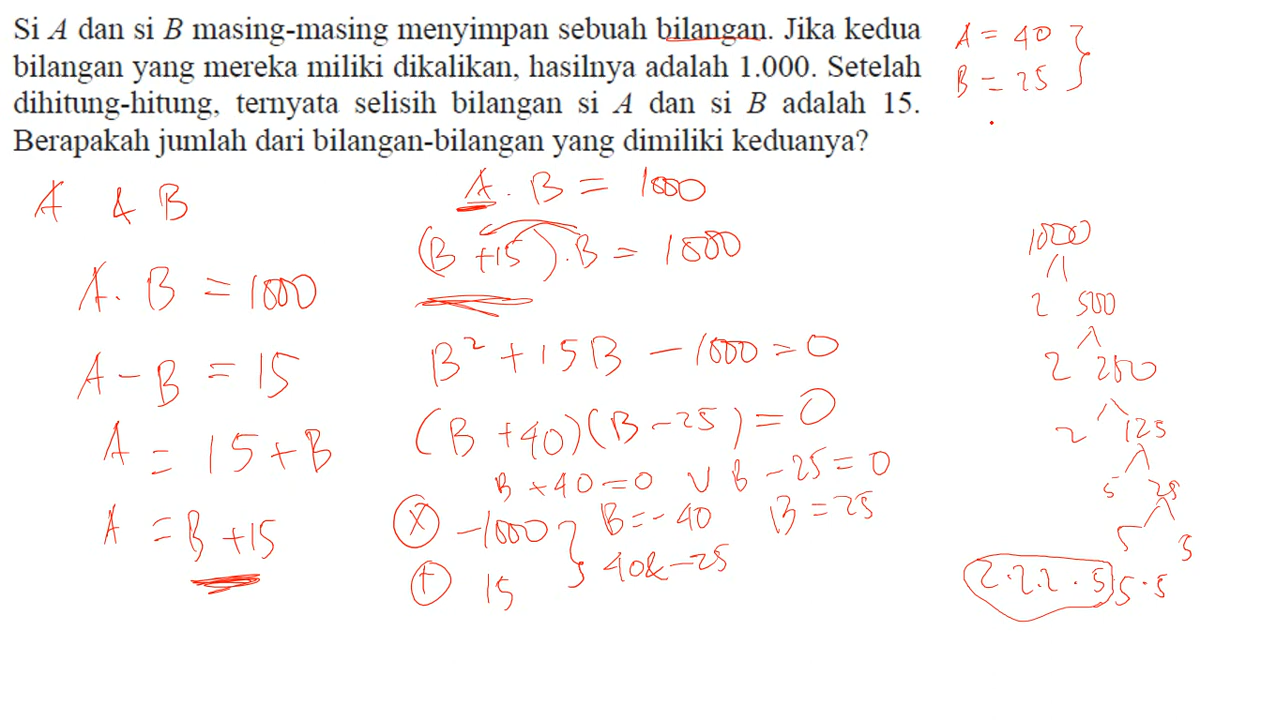 Si A dan si B masing-masing menyimpan sebuah bilangan. Jika kedua
bilangan yang mereka miliki dikalikan, hasilnya adalah 1.000. Setelah
dihitung-hitung, ternyata selisih bilangan si A dan si B adalah 15.
Berapakah jumlah dari bilangan-bilangan yang dimiliki keduanya?
A = 40 }
B = 25
A & B
A . B = 1000
A - B = 15
A = 15 + B
A = B + 15
A . B = 1000
(B + 15) . B = 1000
B² + 15B - 1000 = 0
(B + 40)(B - 25) = 0
B + 40 = 0 ∨ B - 25 = 0
B = -40 B = 25
(×) -1000 }
(+) 15
40 & -25
1000
2 500
2 250
2 125
5 25
5 5
2.2.2.5 5.5